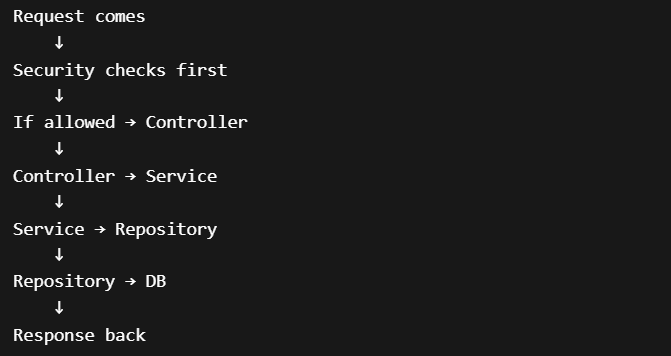 Request comes
↓
Security checks first
↓
If allowed → Controller
↓
Controller → Service
↓
Service → Repository
↓
Repository → DB
↓
Response back